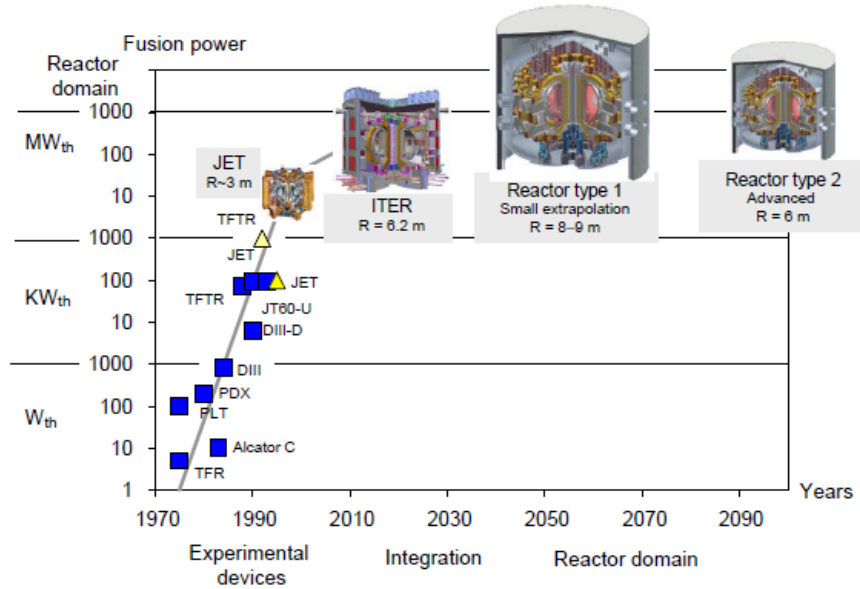 Fusion power
Reactor
domain
1000
MWth
100
10
1000
KWth
100
10
1000
Wth
100
10
1
JET
R~3 m
ITER
R = 6.2 m
Reactor type 1
Small extrapolation
R = 8–9 m
Reactor type 2
Advanced
R = 6 m
TFTR
JET
TFTR
JET
JT60-U
DIII-D
DIII
PDX
PLT
Alcator C
TFR
Years
1970 1990 2010 2030 2050 2070 2090
Experimental
devices
Integration
Reactor domain